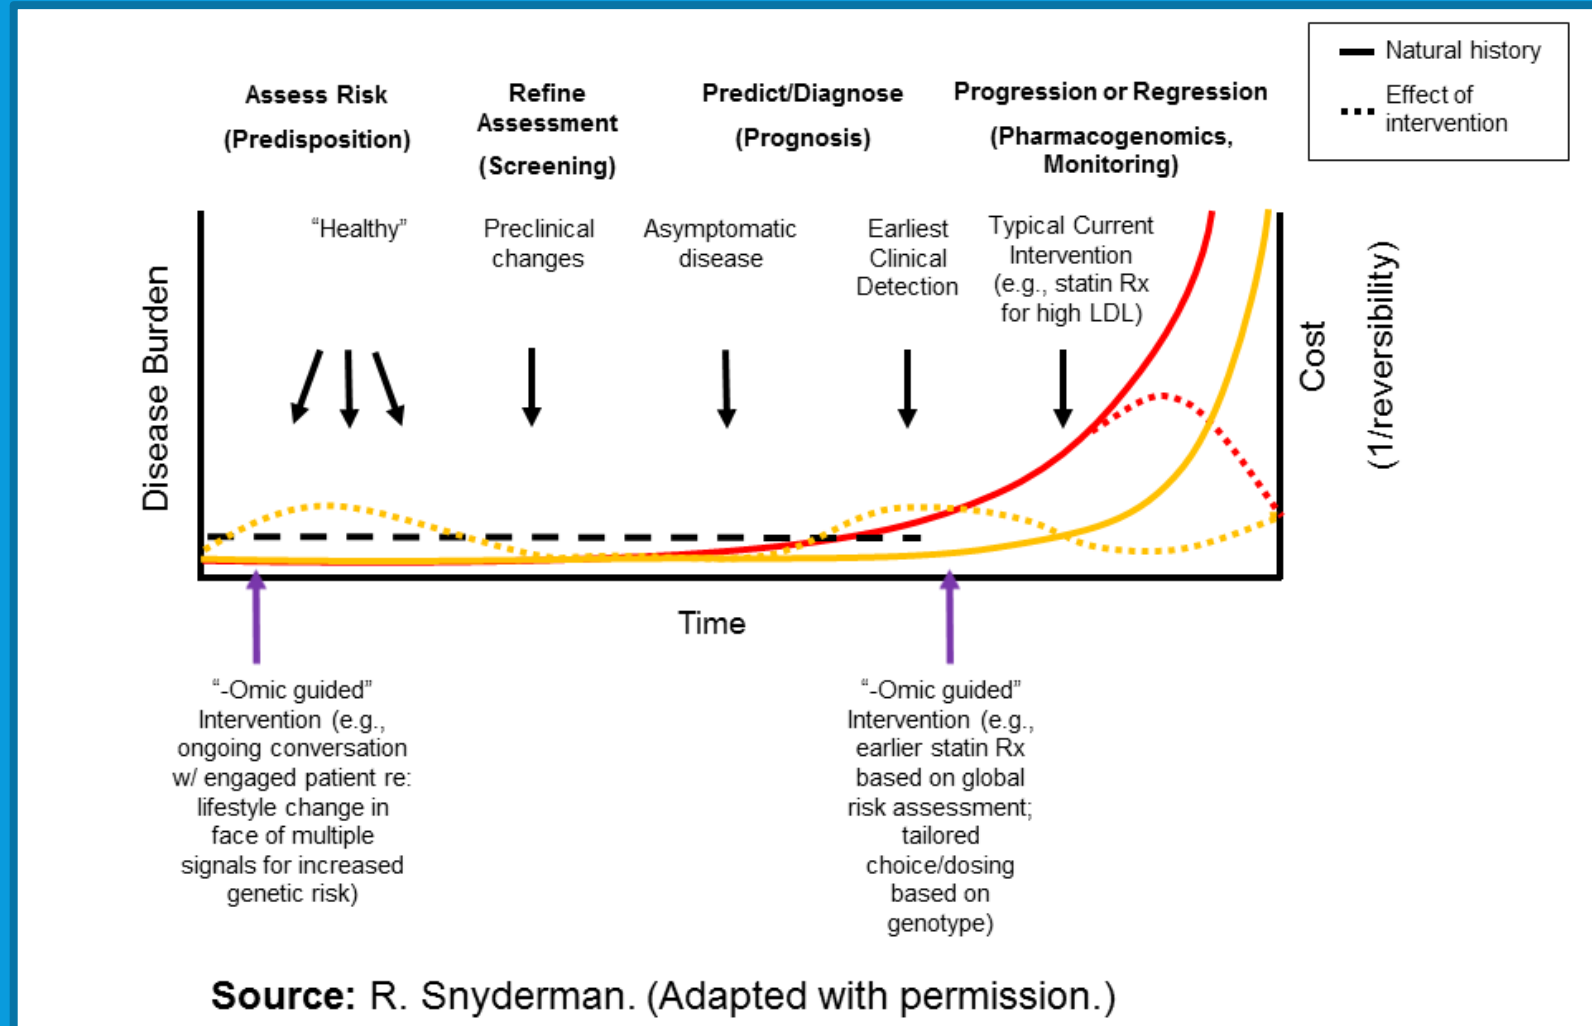 Natural history
Effect of
intervention
Assess Risk
(Predisposition)
Refine
Assessment
(Screening)
Predict/Diagnose
(Prognosis)
Progression or Regression
(Pharmacogenomics,
Monitoring)
“Healthy”
Preclinical
changes
Asymptomatic
disease
Earliest
Clinical
Detection
Typical Current
Intervention
(e.g., statin Rx
for high LDL)
Disease Burden
Cost
(1/reversibility)
Time
“-Omic guided”
Intervention (e.g.,
ongoing conversation
w/ engaged patient re:
lifestyle change in
face of multiple
signals for increased
genetic risk)
“-Omic guided”
Intervention (e.g.,
earlier statin Rx
based on global
risk assessment;
tailored
choice/dosing
based on
genotype)
Source: R. Snyderman. (Adapted with permission.)